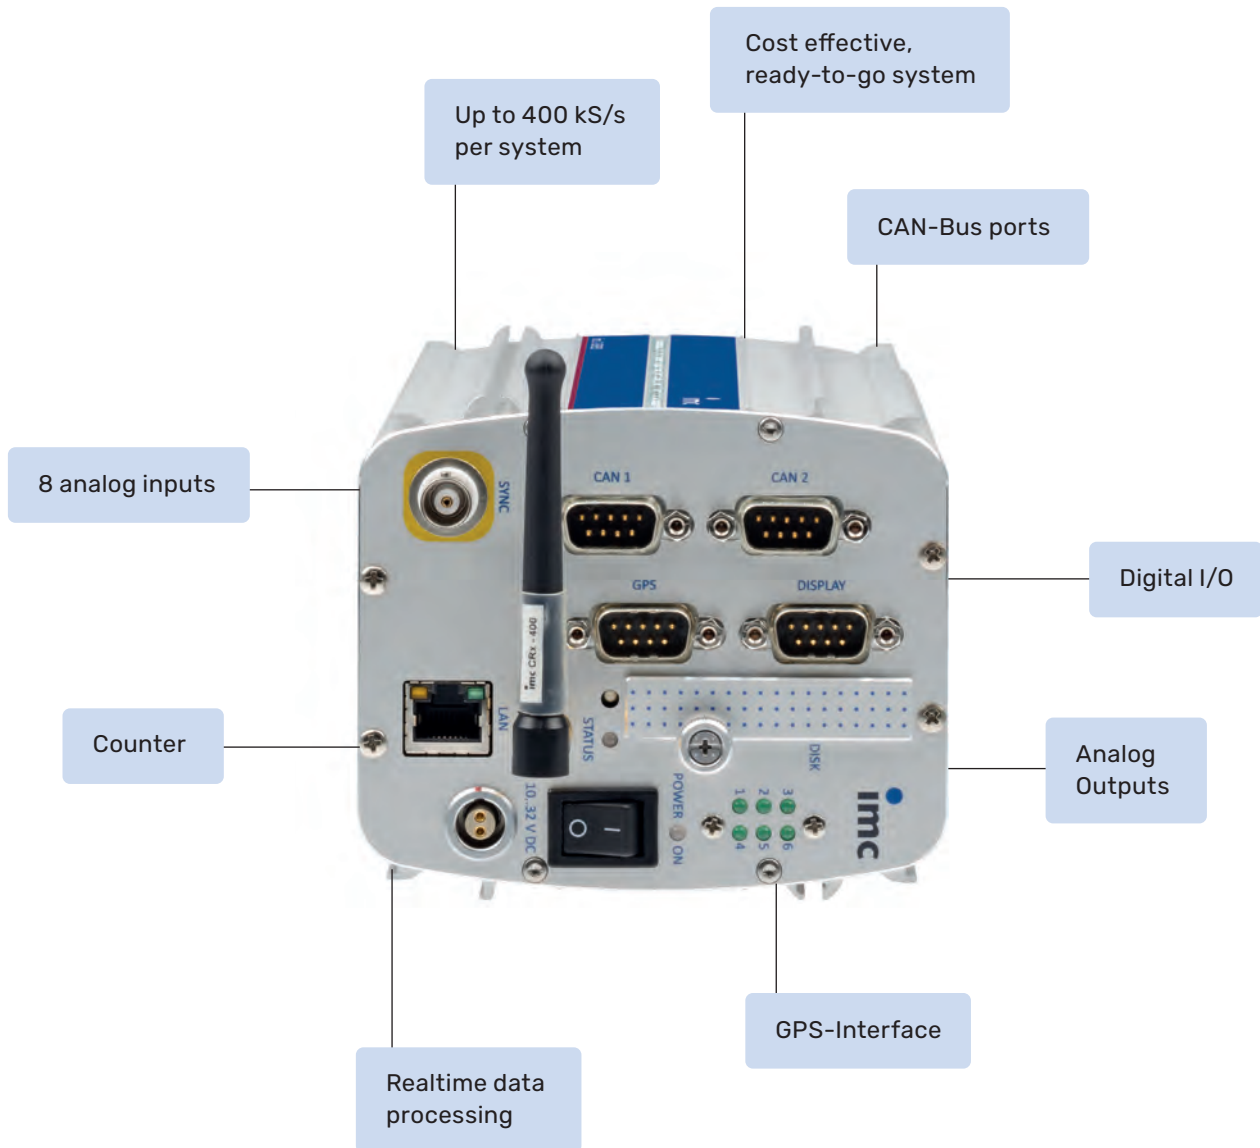 Cost effective,
ready-to-go system
Up to 400 kS/s
per system
CAN-Bus ports
8 analog inputs
SYNC
CAN 1
CAN 2
Digital I/O
GPS
DISPLAY
imc CRx - 400
LAN
STATUS
DISK
Counter
Analog
Outputs
10..32 V DC
POWER ON
1 2 3
4 5 6
imc
O I
GPS-Interface
Realtime data
processing